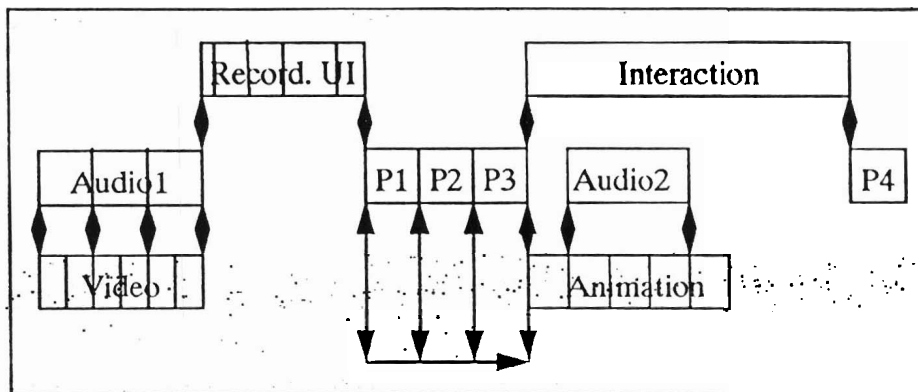 Record. UI
Interaction
Audio1
P1
P2
P3
Audio2
P4
Video
Animation